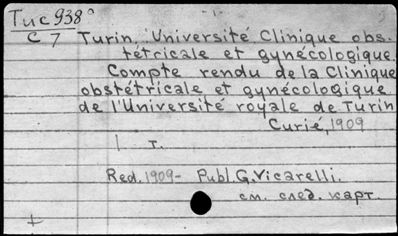 Tuc 938
C 7
Turin, Université Clinique obs.
tétricale et gynécologique.
Compte rendu de la Clinique
obstétricale et gynécologique
de l'Université royale de Turin
Curié, 1909
1 т.
Red. 1909- Publ. G. Vicarelli.
см. след. карт.